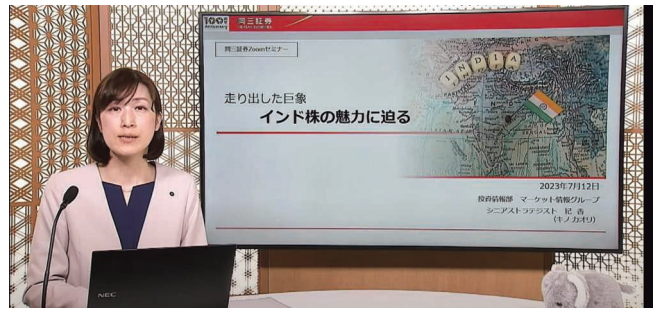 100th
Anniversary
岡三証券
岡三証券Zoomセミナー
INDIA
走り出した巨象
インド株の魅力に迫る
2023年7月12日
投資情報部 マーケット情報グループ
シニアストラテジスト 紀 香
(キノ カオリ)
NEC